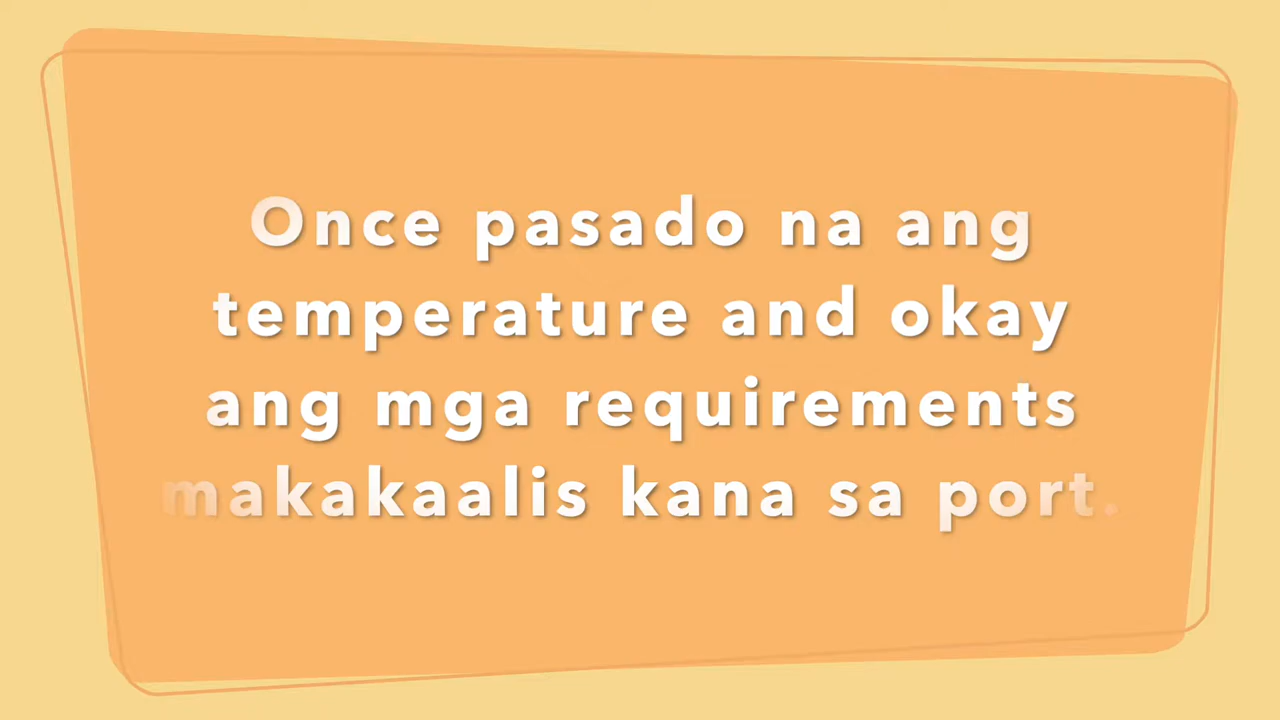 Once pasado na ang
temperature and okay
ang mga requirements
makakaalis kana sa port.